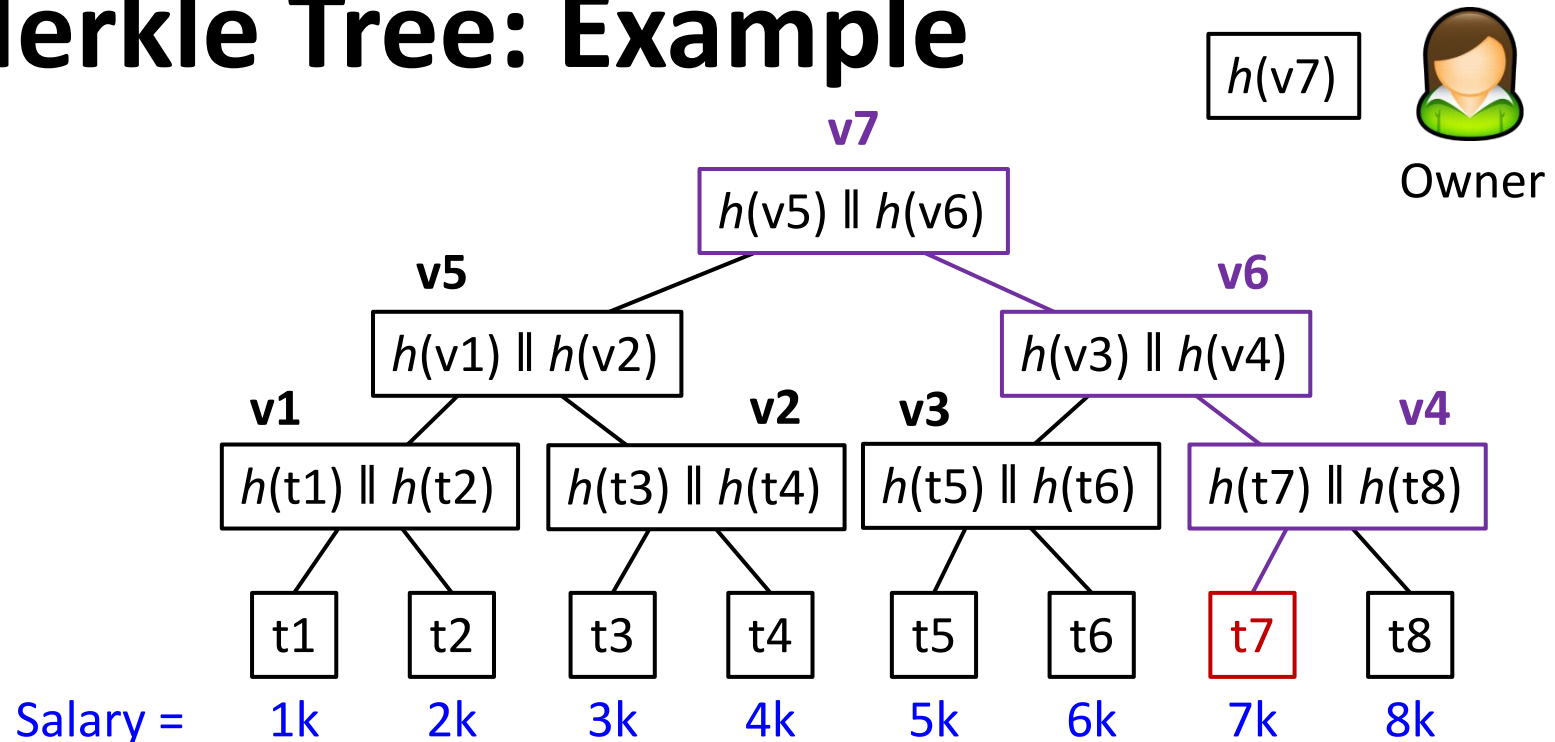 erkle Tree: Example
h(v7)
Owner
v7
h(v5) ǁ h(v6)
v5 v6
h(v1) ǁ h(v2) h(v3) ǁ h(v4)
v1 v2 v3 v4
h(t1) ǁ h(t2) h(t3) ǁ h(t4) h(t5) ǁ h(t6) h(t7) ǁ h(t8)
t1 t2 t3 t4 t5 t6 t7 t8
Salary = 1k 2k 3k 4k 5k 6k 7k 8k